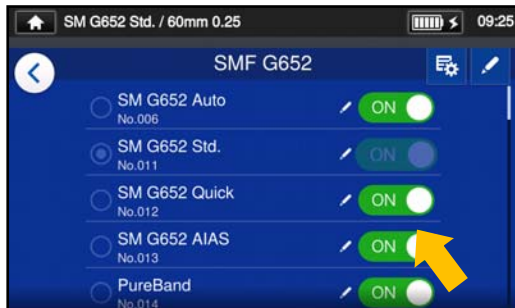 SM G652 Std. / 60mm 0.25 09:25
SMF G652
SM G652 Auto
No.006
ON
SM G652 Std.
No.011
ON
SM G652 Quick
No.012
ON
SM G652 AIAS
No.013
ON
PureBand
No.014
ON